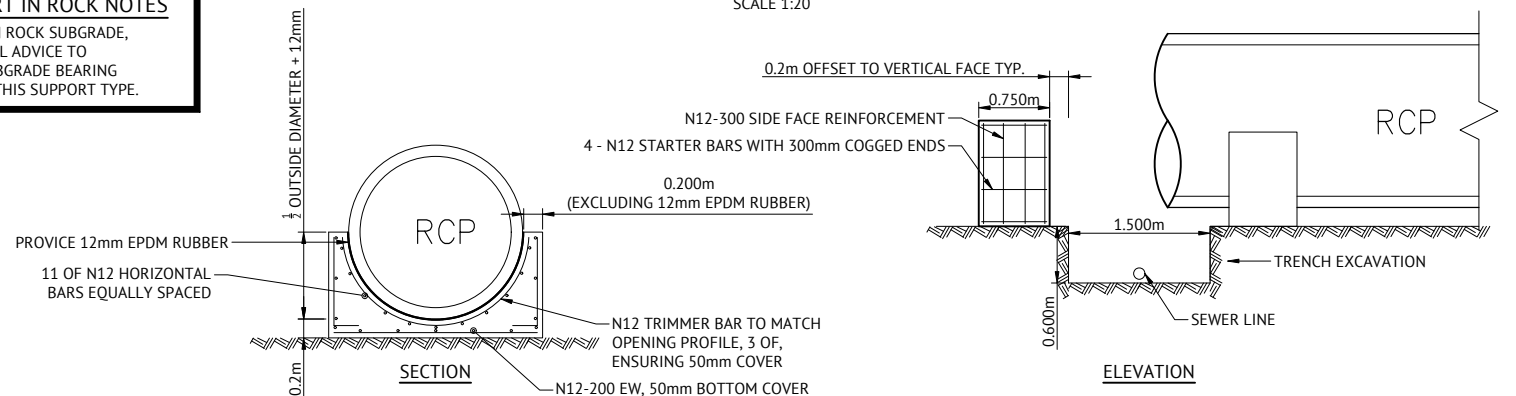 RT IN ROCK NOTES
ROCK SUBGRADE,
ADVICE TO
BGRADE BEARING
THIS SUPPORT TYPE.
SCALE 1:20
½ OUTSIDE DIAMETER + 12mm
RCP
PROVICE 12mm EPDM RUBBER
11 OF N12 HORIZONTAL
BARS EQUALLY SPACED
0.2m
0.200m
(EXCLUDING 12mm EPDM RUBBER)
N12 TRIMMER BAR TO MATCH
OPENING PROFILE, 3 OF,
ENSURING 50mm COVER
N12-200 EW, 50mm BOTTOM COVER
SECTION
0.2m OFFSET TO VERTICAL FACE TYP.
0.750m
N12-300 SIDE FACE REINFORCEMENT
4 - N12 STARTER BARS WITH 300mm COGGED ENDS
RCP
1.500m
TRENCH EXCAVATION
0.600m
SEWER LINE
ELEVATION